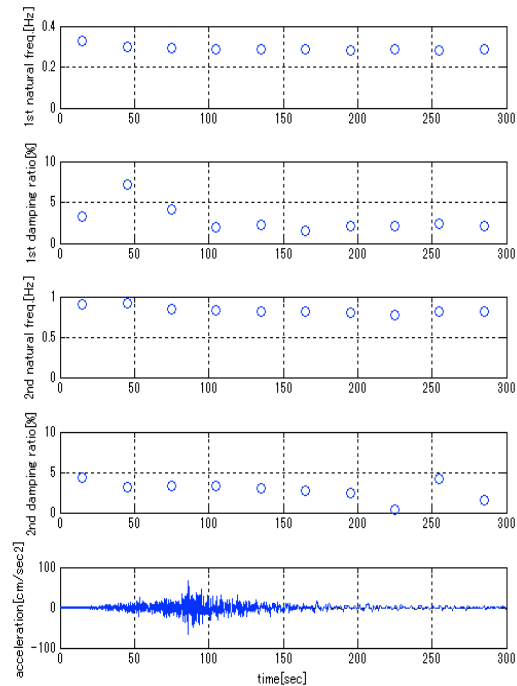 1st natural freq.[Hz]
0.4
0.2
0
0 50 100 150 200 250 300
1st damping ratio[%]
10
5
0
0 50 100 150 200 250 300
2nd natural freq.[Hz]
1
0.5
0
0 50 100 150 200 250 300
2nd damping ratio[%]
10
5
0
0 50 100 150 200 250 300
acceleration[cm/sec2]
100
0
-100
0 50 100 150 200 250 300
time[sec]